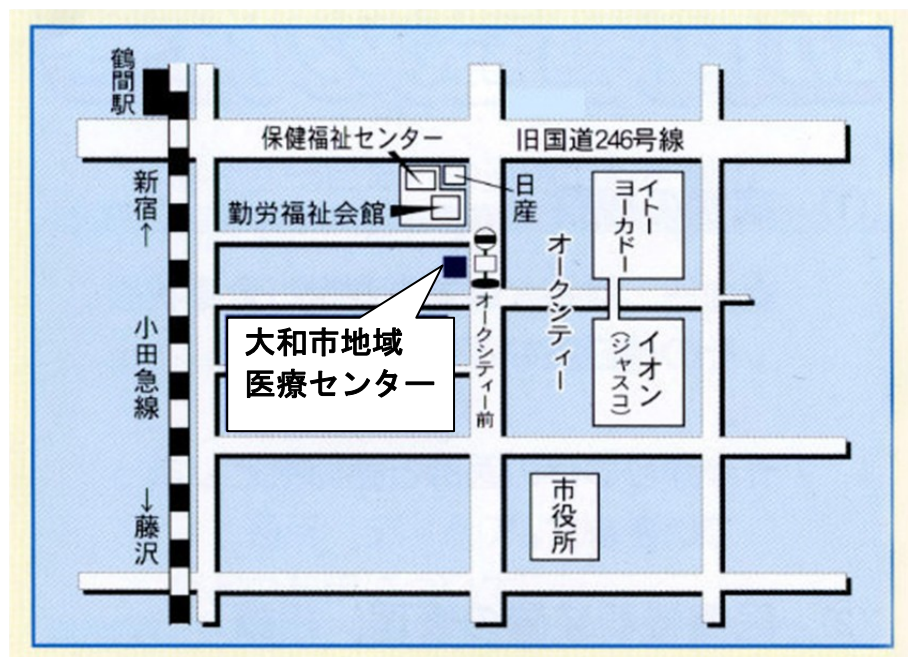 鶴間駅
保健福祉センター
旧国道246号線
新宿↑
勤労福祉会館
日産
イトーヨーカドー
オークシティー
大和市地域
医療センター
オークシティー前
イオン
(ジャスコ)
小田急線
↓藤沢
市役所